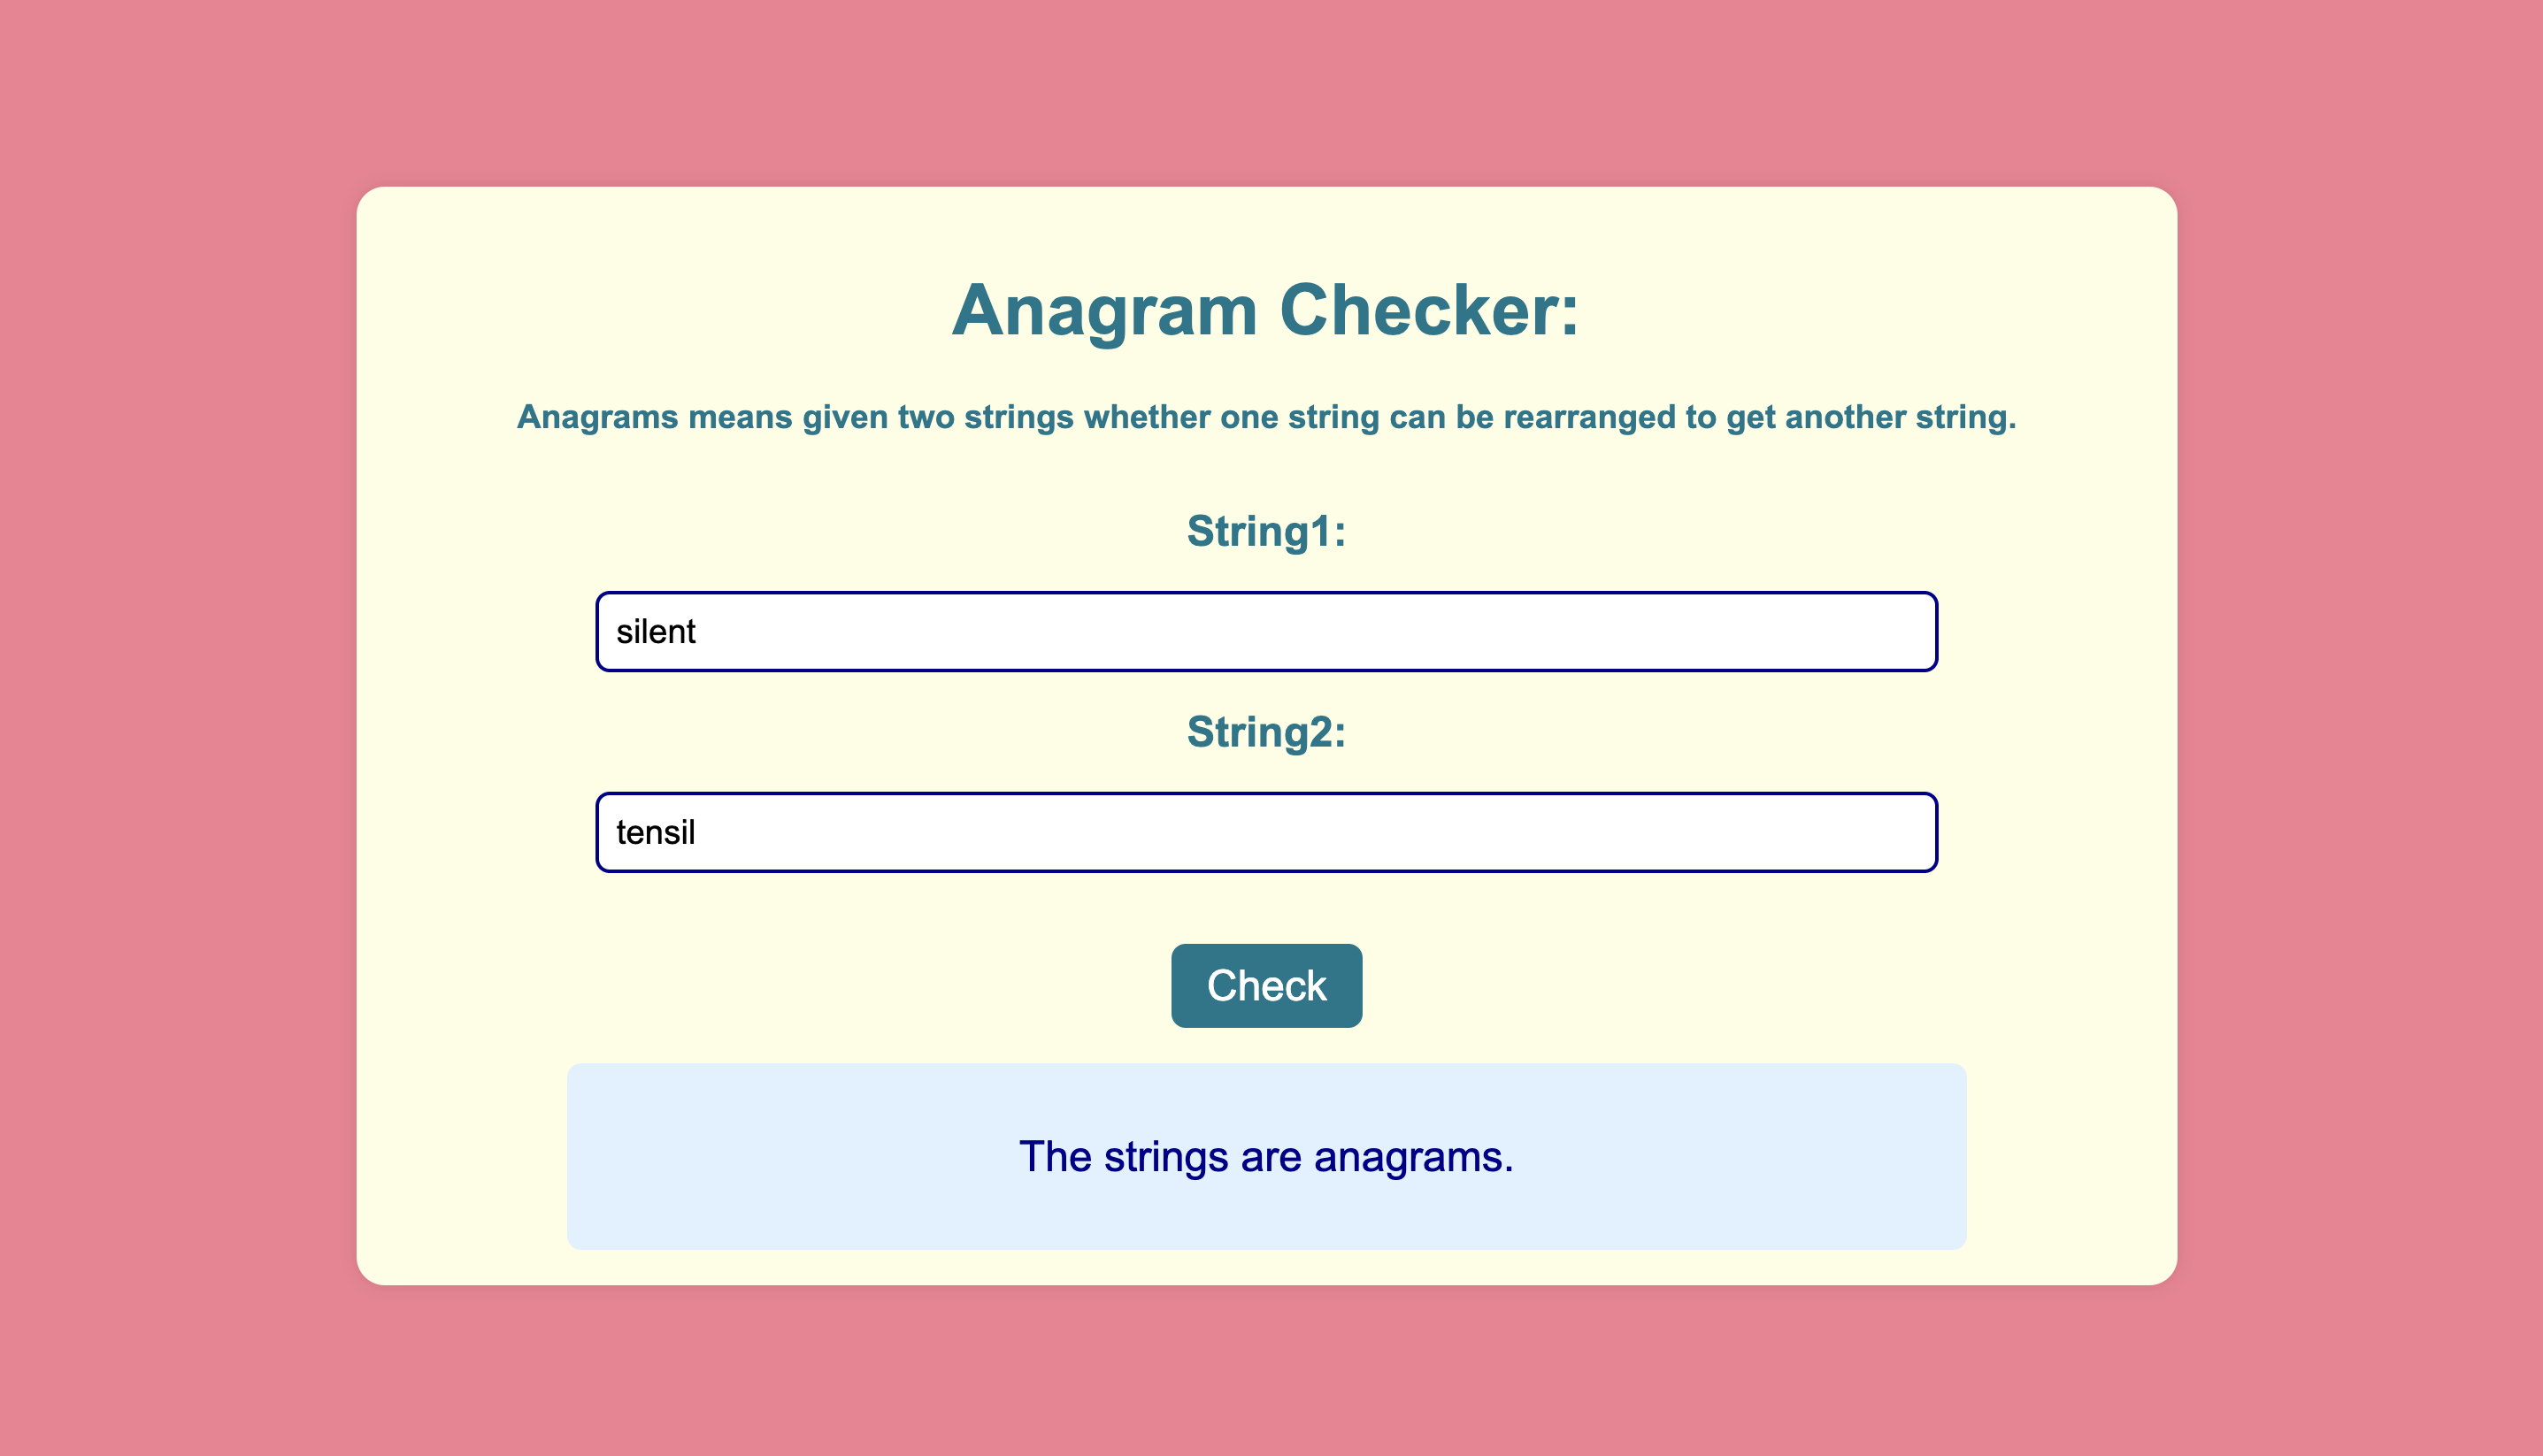 Anagram Checker:
Anagrams means given two strings whether one string can be rearranged to get another string.
String1:
silent
String2:
tensil
Check
The strings are anagrams.